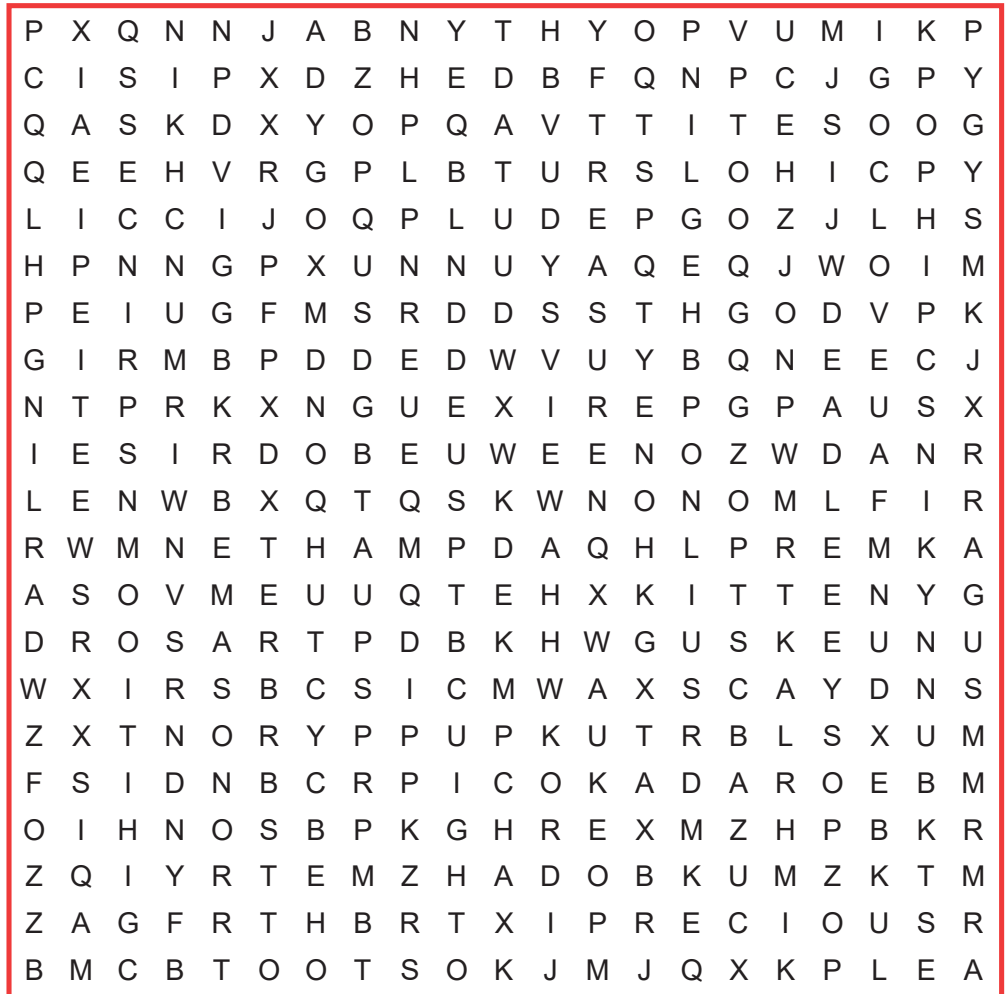 P X Q N N J A B N Y T H Y O P V U M I K P
C I S I P X D Z H E D B F Q N P C J G P Y
Q A S K D X Y O P Q A V T T I T E S O O G
Q E E H V R G P L B T U R S L O H I C P Y
L I C C I J O Q P L U D E P G O Z J L H S
H P N N G P X U N N U Y A Q E Q J W O I M
P E I U G F M S R D D S S T H G O D V P K
G I R M B P D D E D W V U Y B Q N E E C J
N T P R K X N G U E X I R E P G P A U S X
I E S I R D O B E U W E E N O Z W D A N R
L E N W B X Q T Q S K W N O N O M L F I R
R W M N E T H A M P D A Q H L P R E M K A
A S O V M E U U Q T E H X K I T T E N Y G
D R O S A R T P D B K H W G U S K E U N U
W X I R S B C S I C M W A X S C A Y D N S
Z X T N O R Y P P U P K U T R B L S X U M
F S I D N B C R P I C O K A D A R O E B M
O I H N O S B P K G H R E X M Z H P B K R
Z Q I Y R T E M Z H A D O B K U M Z K T M
Z A G F R T H B R T X I P R E C I O U S R
B M C B T O O T S O K J M J Q X K P L E A